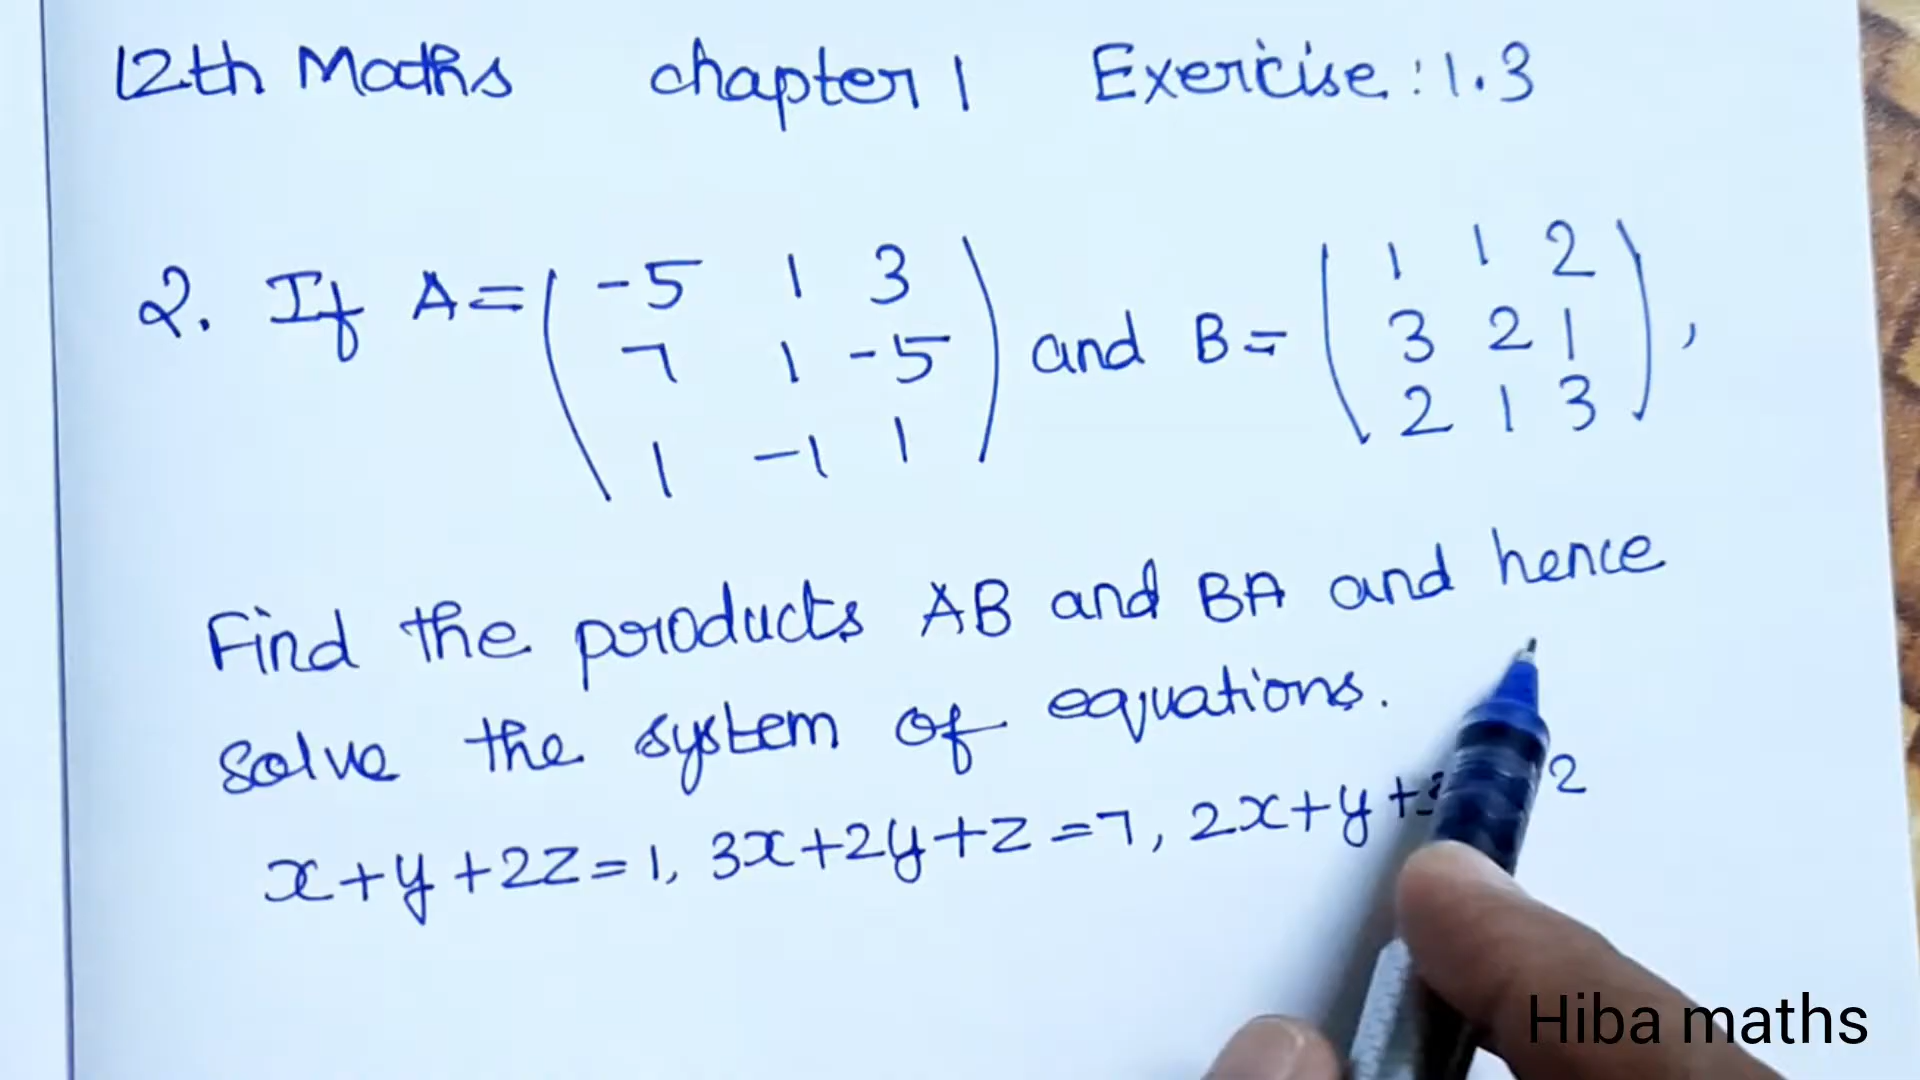 12th Maths chapter 1 Exercise : 1.3
2. If A = ( -5 1 3 ) and B = ( 1 1 2 ) ,
7 1 -5 3 2 1
1 -1 1 2 1 3
Find the products AB and BA and hence
solve the system of equations.
x+y+2z=1, 3x+2y+z=7, 2x+y+ 2
Hiba maths